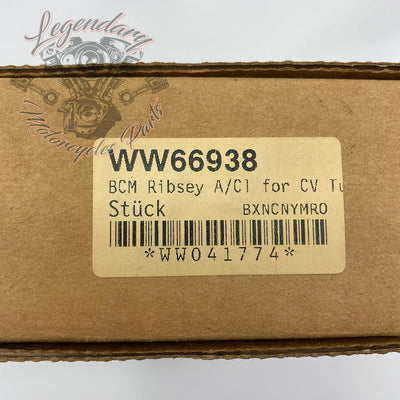 Legendary
Motorcycles Parts
WW66938
BCM Ribsey A/Cl for CV Tu
Stück BXNCNYMRO
*WW041774*